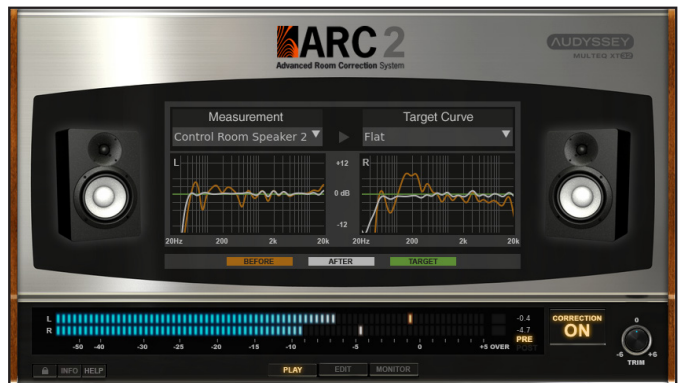 ARC 2
Advanced Room Correction System
AUDYSSEY
MULTEQ XT32
Measurement
Target Curve
Control Room Speaker 2
Flat
L
+12
R
0 dB
-12
20Hz 200 2k 20k
20Hz 200 2k 20k
BEFORE
AFTER
TARGET
L
-0.4
R
-4.7
PRE
POST
-50 -40 -30 -25 -20 -15 -10 -5 0 +5 OVER
CORRECTION
ON
0
-6 +6
TRIM
INFO HELP
PLAY
EDIT
MONITOR